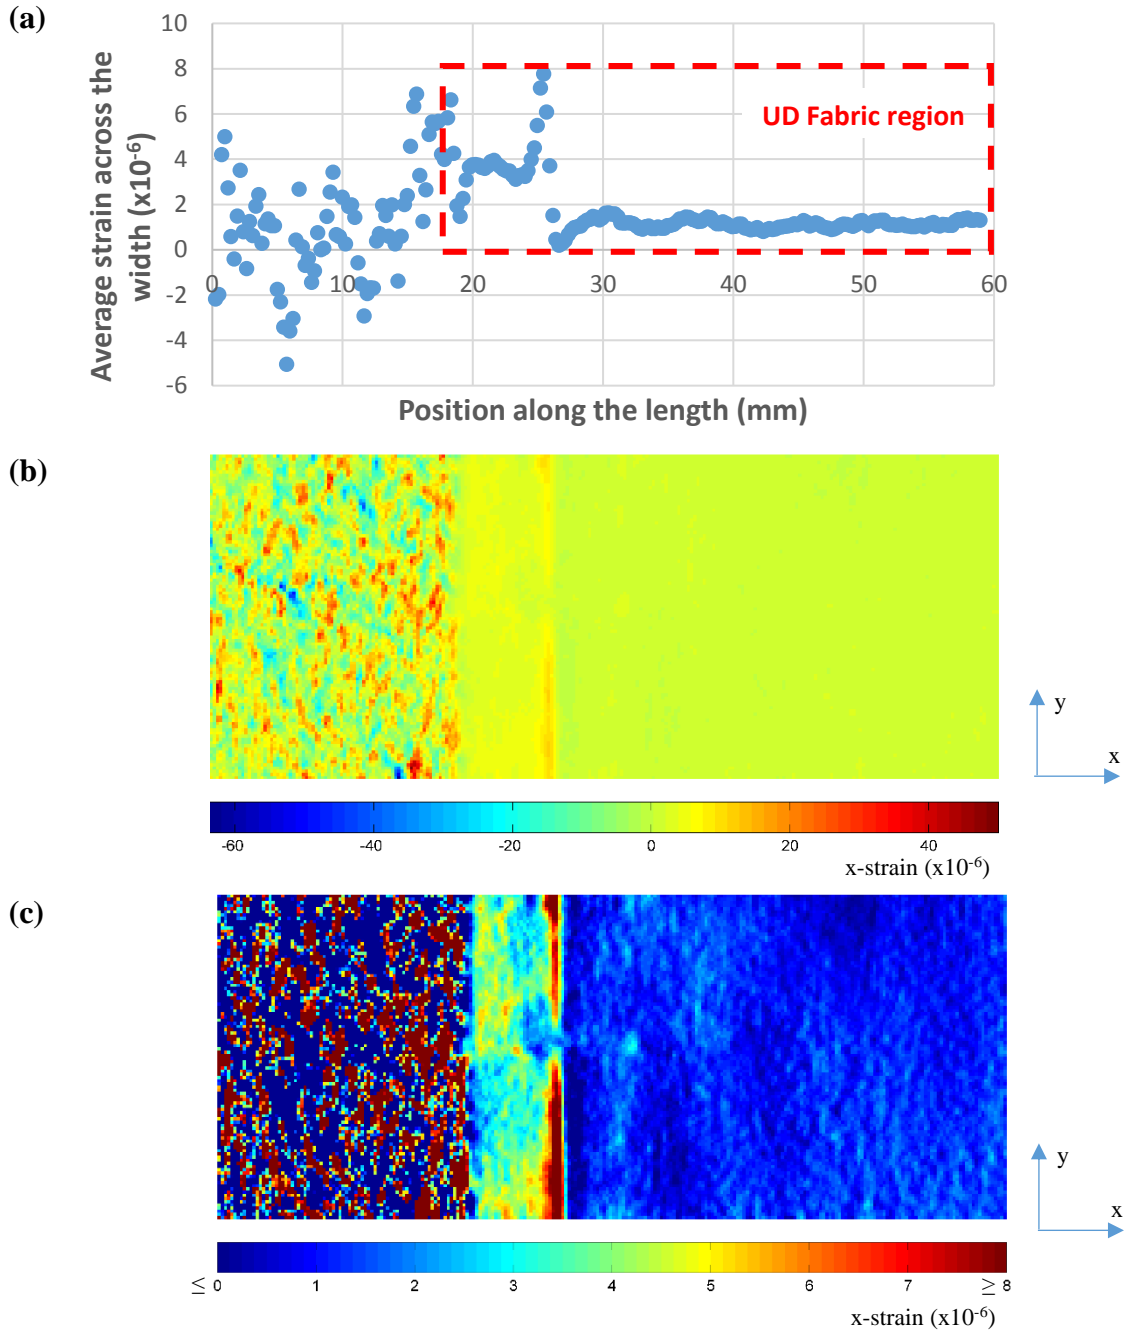 (a)
Average strain across the
width (x10⁻⁶)
10
8
6
4
2
0
-2
-4
-6
UD Fabric region
0 10 20 30 40 50 60
Position along the length (mm)
(b)
y
x
-60 -40 -20 0 20 40
x-strain (x10⁻⁶)
(c)
y
x
≤ 0 1 2 3 4 5 6 7 ≥ 8
x-strain (x10⁻⁶)